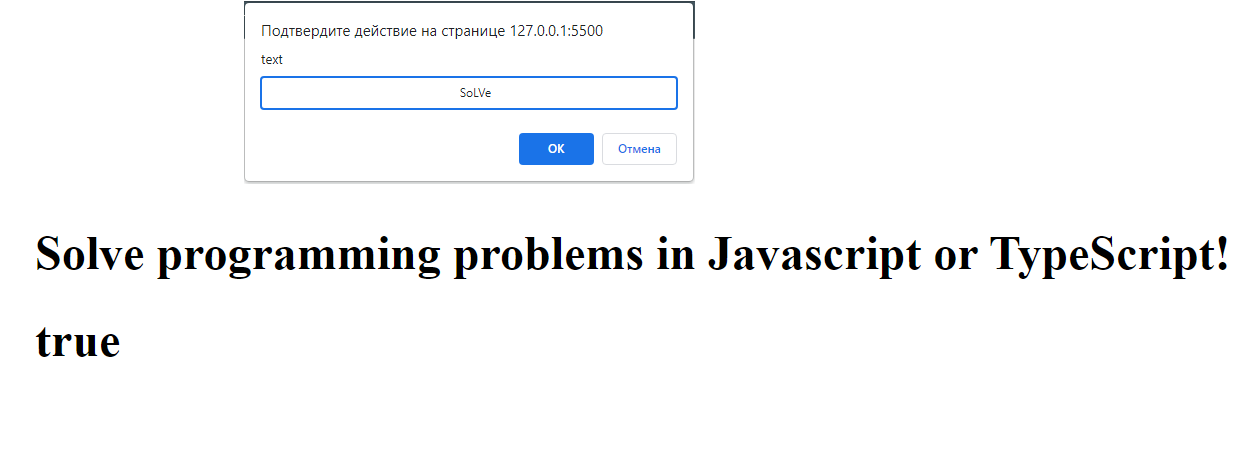 Подтвердите действие на странице 127.0.0.1:5500
text
SoLVe
OK
Отмена
Solve programming problems in Javascript or TypeScript!
true